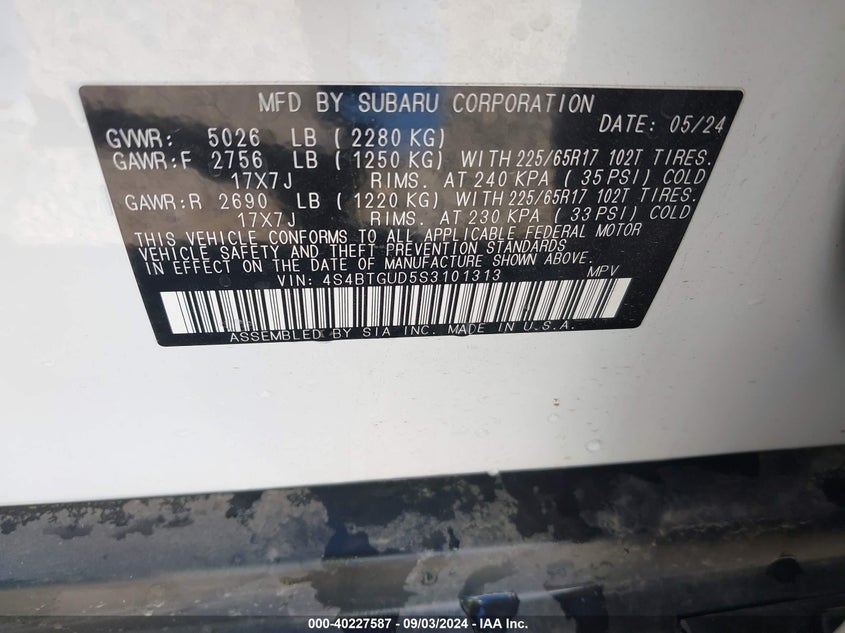 MFD BY SUBARU CORPORATION
DATE: 05/24
GVWR: 5026 LB ( 2280 KG)
GAWR:F 2756 LB ( 1250 KG) WITH 225/65R17 102T TIRES.
17X7J RIMS. AT 240 KPA ( 35 PSI) COLD
GAWR:R 2690 LB ( 1220 KG) WITH 225/65R17 102T TIRES.
17X7J RIMS. AT 230 KPA ( 33 PSI) COLD
THIS VEHICLE CONFORMS TO ALL APPLICABLE FEDERAL MOTOR
VEHICLE SAFETY AND THEFT PREVENTION STANDARDS
IN EFFECT ON THE DATE OF MANUFACTURE SHOWN ABOVE.
VIN: 4S4BTGUD5S3101313 MPV
ASSEMBLED BY SIA INC. MADE IN U.S.A.
000-40227587 - 09/03/2024 - IAA Inc.